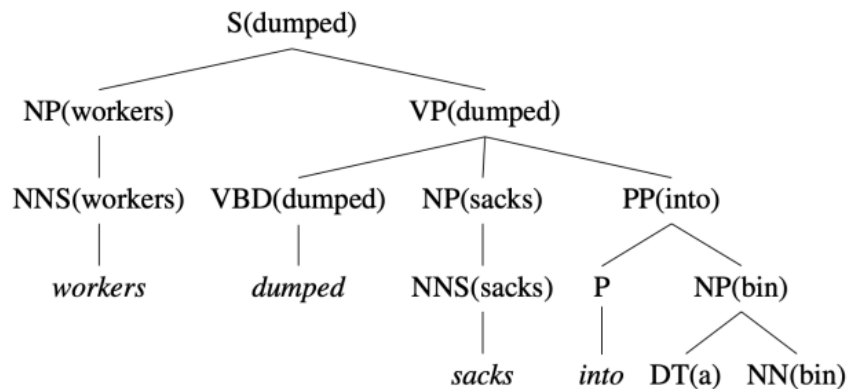 S(dumped)
NP(workers) VP(dumped)
NNS(workers) VBD(dumped) NP(sacks) PP(into)
workers dumped NNS(sacks) P NP(bin)
sacks into DT(a) NN(bin)